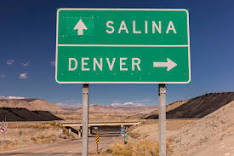 ↑ SALINA
DENVER →